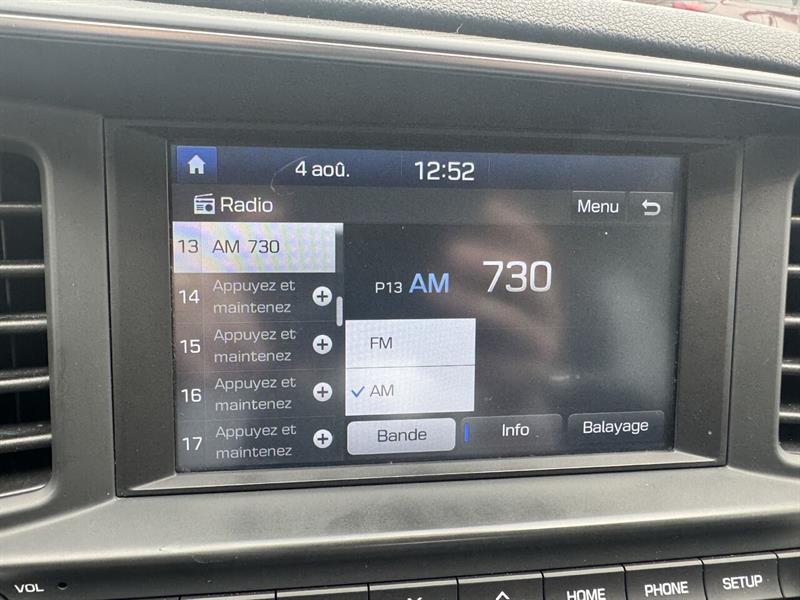 4 aoû. 12:52
Radio
Menu
13 AM 730
14 Appuyez et
maintenez
15 Appuyez et
maintenez
16 Appuyez et
maintenez
17 Appuyez et
maintenez
P13 AM 730
FM
AM
Bande
Info
Balayage
VOL
HOME
PHONE
SETUP